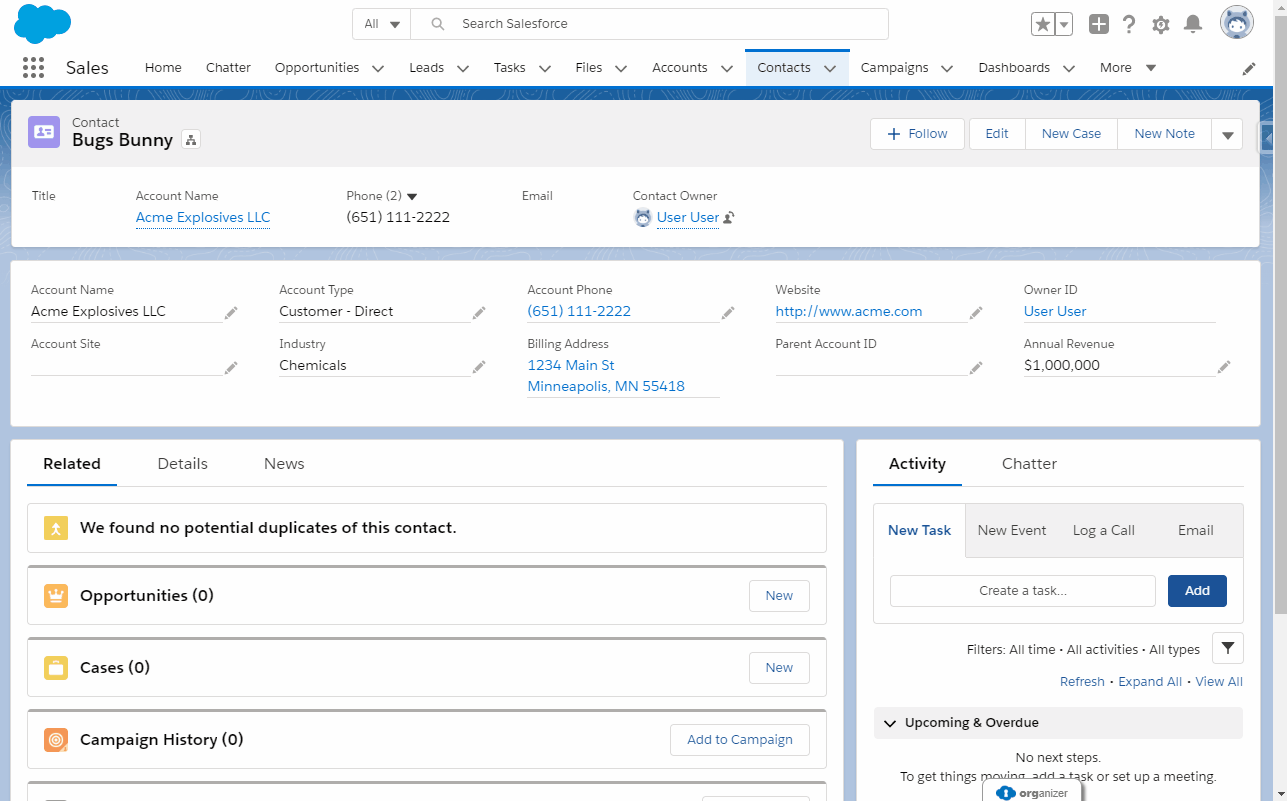 All
Search Salesforce
Sales
Home
Chatter
Opportunities
Leads
Tasks
Files
Accounts
Contacts
Campaigns
Dashboards
More
Contact
Bugs Bunny
Follow
Edit
New Case
New Note
Title
Account Name
Phone (2)
Email
Contact Owner
Acme Explosives LLC
(651) 111-2222
User User
Account Name
Account Type
Account Phone
Website
Owner ID
Acme Explosives LLC
Customer - Direct
(651) 111-2222
http://www.acme.com
User User
Account Site
Industry
Billing Address
Parent Account ID
Annual Revenue
Chemicals
1234 Main St
Minneapolis, MN 55418
$1,000,000
Related
Details
News
We found no potential duplicates of this contact.
Opportunities (0)
New
Cases (0)
New
Campaign History (0)
Add to Campaign
Activity
Chatter
New Task
New Event
Log a Call
Email
Create a task...
Add
Filters: All time • All activities • All types
Refresh • Expand All • View All
Upcoming & Overdue
No next steps.
To get things moving, add a task or set up a meeting.
organizer